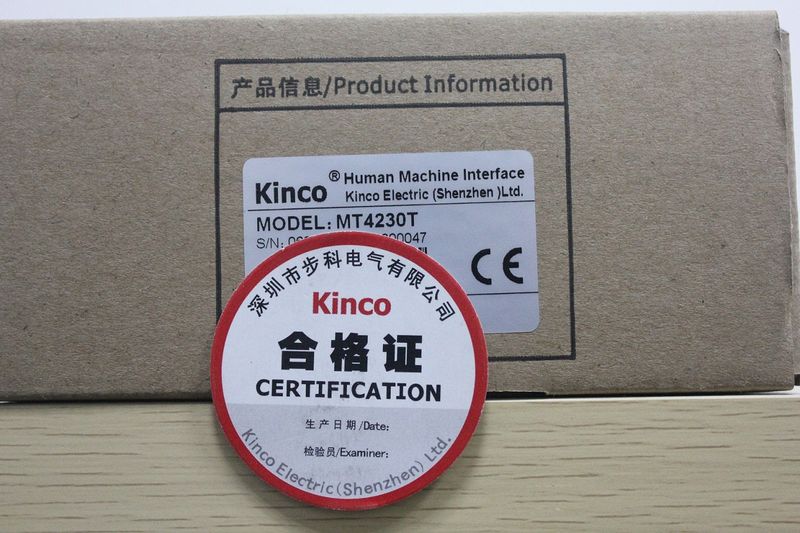 产品信息/Product Information
Kinco® Human Machine Interface
Kinco Electric (Shenzhen )Ltd.
MODEL: MT4230T
S/N:
CE
深圳市步科电气有限公司
Kinco
合格证
CERTIFICATION
生产日期/Date:
检验员/Examiner:
Kinco Electric(Shenzhen) Ltd.